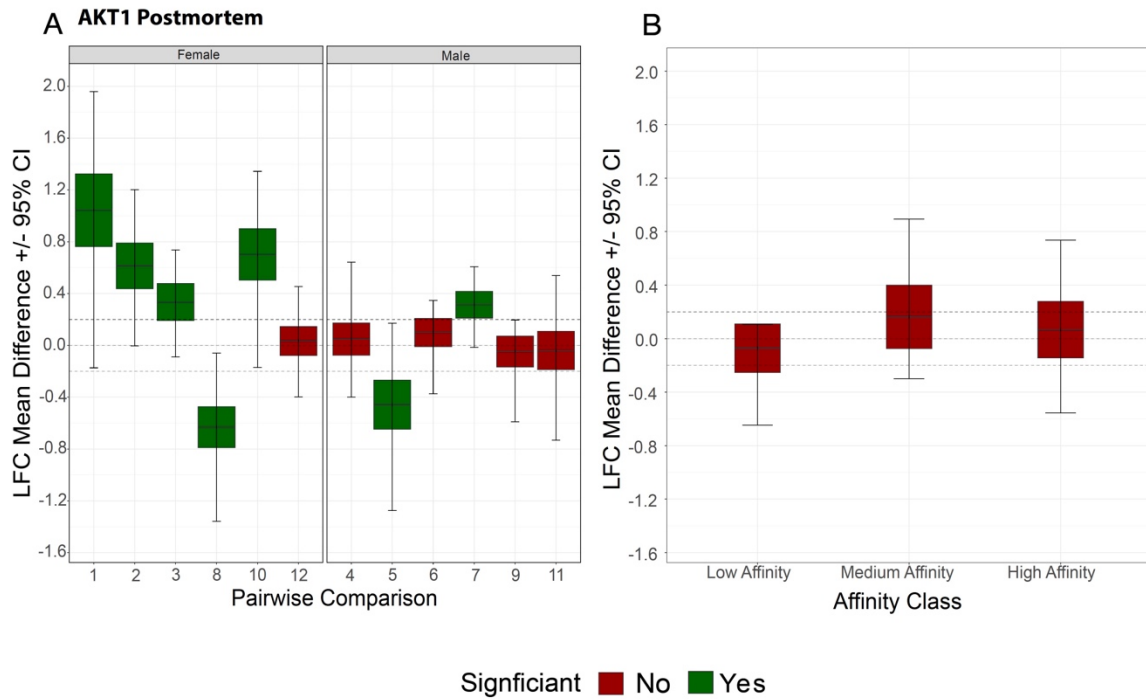 A AKT1 Postmortem
B
Female Male
LFC Mean Difference +/- 95% CI
2.0
1.6
1.2
0.8
0.4
0.0
-0.4
-0.8
-1.2
-1.6
1 2 3 8 10 12 4 5 6 7 9 11
Pairwise Comparison
LFC Mean Difference +/- 95% CI
2.0
1.6
1.2
0.8
0.4
0.0
-0.4
-0.8
-1.2
-1.6
Low Affinity Medium Affinity High Affinity
Affinity Class
Signficiant No Yes